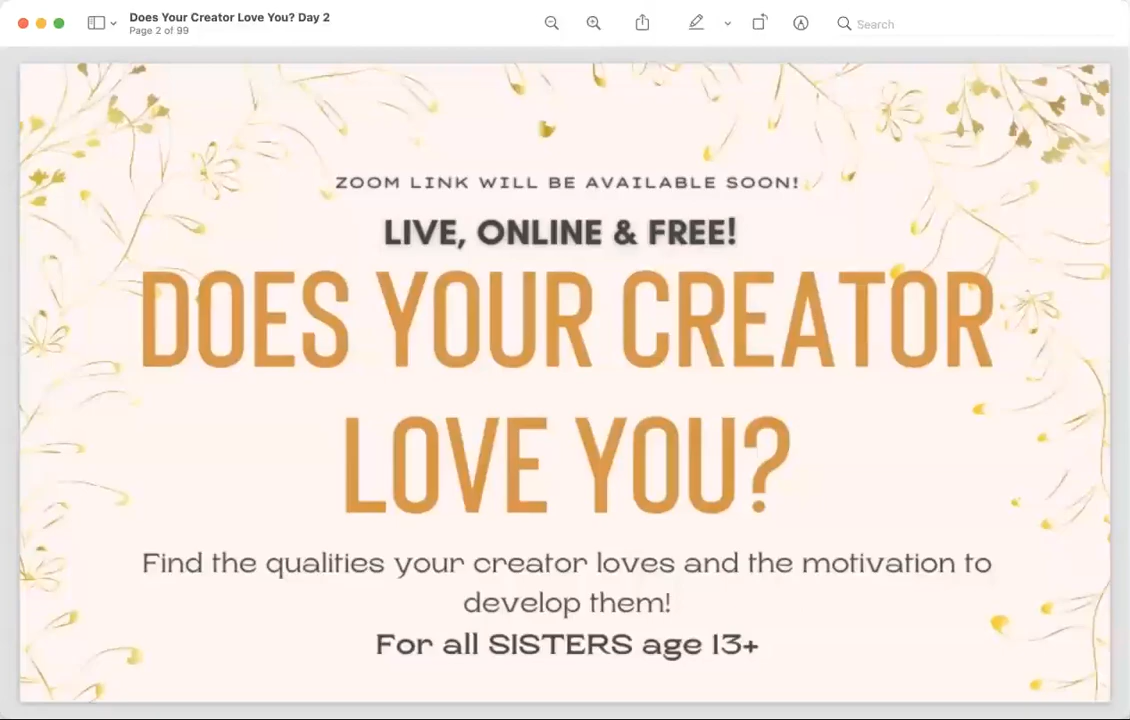 Does Your Creator Love You? Day 2
Page 2 of 99
Search
ZOOM LINK WILL BE AVAILABLE SOON!
LIVE, ONLINE & FREE!
DOES YOUR CREATOR
LOVE YOU?
Find the qualities your creator loves and the motivation to
develop them!
For all SISTERS age 13+